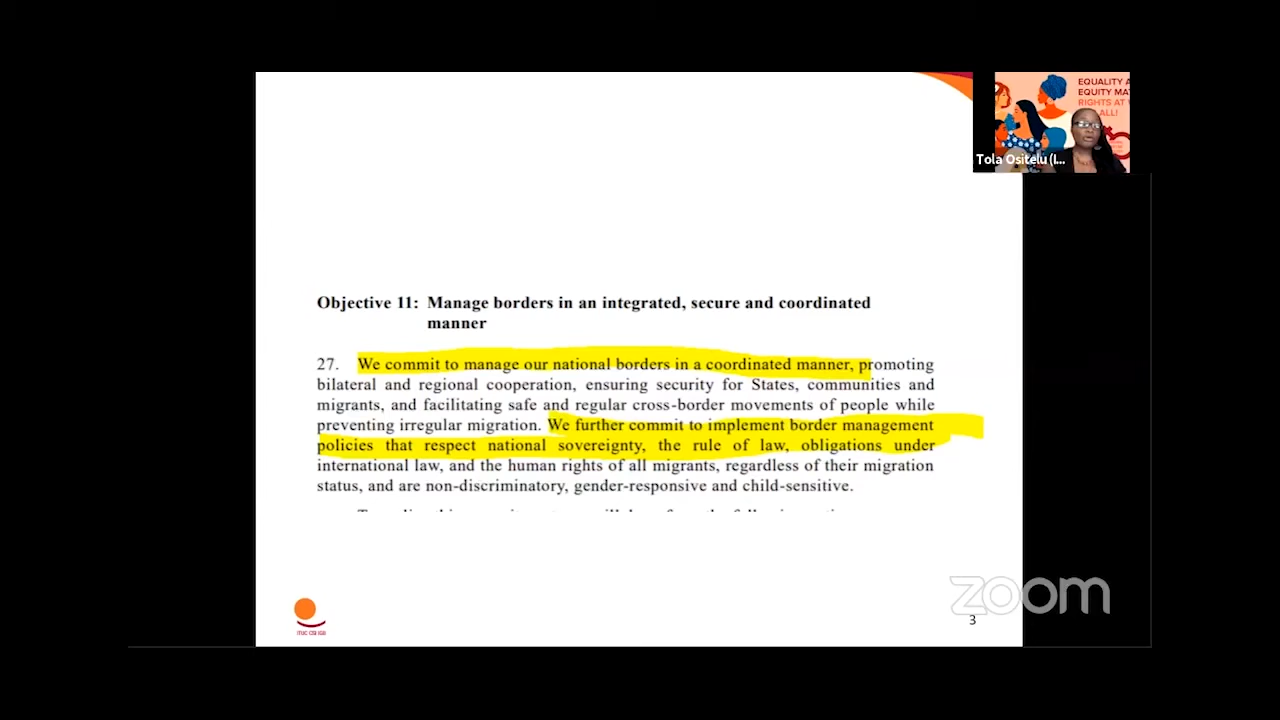 EQUALITY A
EQUITY MA
RIGHTS AT
ALL!
Tola Ositelu (I...
Objective 11: Manage borders in an integrated, secure and coordinated
manner
27. We commit to manage our national borders in a coordinated manner, promoting
bilateral and regional cooperation, ensuring security for States, communities and
migrants, and facilitating safe and regular cross-border movements of people while
preventing irregular migration. We further commit to implement border management
policies that respect national sovereignty, the rule of law, obligations under
international law, and the human rights of all migrants, regardless of their migration
status, and are non-discriminatory, gender-responsive and child-sensitive.
ITUC CSI IGB
zoom
3